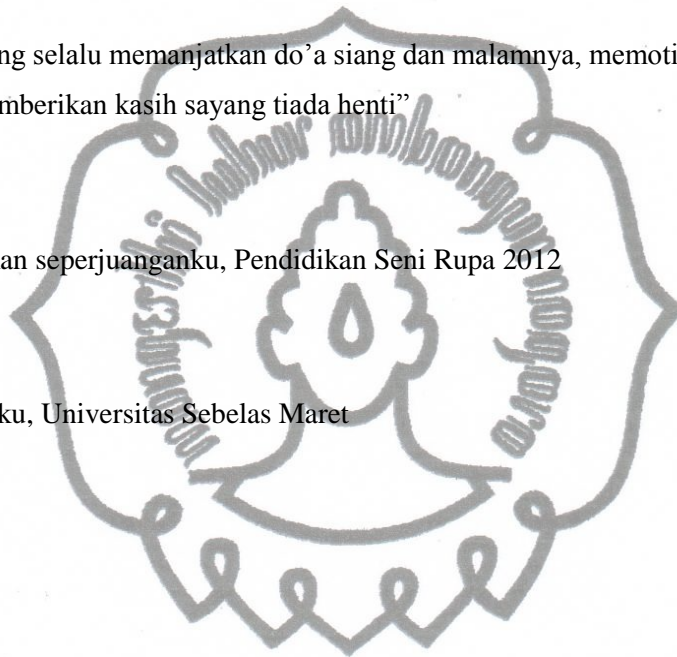 ng selalu memanjatkan do’a siang dan malamnya, memoti
mberikan kasih sayang tiada henti”
an seperjuanganku, Pendidikan Seni Rupa 2012
ku, Universitas Sebelas Maret